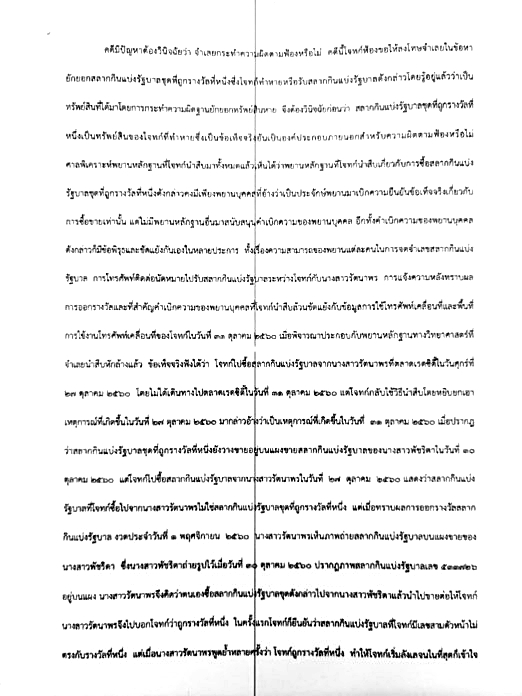 คดีมีปัญหาต้องวินิจฉัยว่า จำเลยกระทำความผิดตามฟ้องหรือไม่ คดีนี้โจทก์ฟ้องขอให้ลงโทษจำเลยในข้อหา
ยักยอกสลากกินแบ่งรัฐบาลชุดที่ถูกรางวัลที่หนึ่งซึ่งโจทก์ทำหายหรือรับสลากกินแบ่งรัฐบาลดังกล่าวโดยรู้อยู่แล้วว่าเป็น
ทรัพย์สินที่ได้มาโดยการกระทำความผิดฐานยักยอกทรัพย์สินหาย จึงต้องวินิจฉัยก่อนว่า สลากกินแบ่งรัฐบาลชุดที่ถูกรางวัลที่
หนึ่งเป็นทรัพย์สินของโจทก์ที่ทำหายซึ่งเป็นข้อเท็จจริงอันเป็นองค์ประกอบภายนอกสำหรับความผิดตามฟ้องหรือไม่
ศาลพิเคราะห์พยานหลักฐานที่โจทก์นำสืบมาทั้งหมดแล้วเห็นได้ว่าพยานหลักฐานที่โจทก์นำสืบเกี่ยวกับการซื้อสลากกินแบ่ง
รัฐบาลชุดที่ถูกรางวัลที่หนึ่งดังกล่าวคงมีเพียงพยานบุคคลที่อ้างว่าเป็นประจักษ์พยานมาเบิกความยืนยันข้อเท็จจริงเกี่ยวกับ
การซื้อขายเท่านั้น แต่ไม่มีพยานหลักฐานอื่นมาสนับสนุนคำเบิกความของพยานบุคคล อีกทั้งคำเบิกความของพยานบุคคล
ดังกล่าวก็มีข้อพิรุธและขัดแย้งกันเองในหลายประการ ทั้งเรื่องความสามารถของพยานแต่ละคนในการจดจำเลขสลากกินแบ่ง
รัฐบาล การโทรศัพท์ติดต่อนัดหมายไปรับสลากกินแบ่งรัฐบาลระหว่างโจทก์กับนางสาวรัตนาพร การแจ้งความหลังทราบผล
การออกรางวัลและที่สำคัญคำเบิกความของพยานบุคคลที่โจทก์นำสืบล้วนขัดแย้งกับข้อมูลการใช้โทรศัพท์เคลื่อนที่และพื้นที่
การใช้งานโทรศัพท์เคลื่อนที่ของโจทก์ในวันที่ ๓๑ ตุลาคม ๒๕๖๐ เมื่อพิจารณาประกอบกับพยานหลักฐานทางวิทยาศาสตร์ที่
จำเลยนำสืบหักล้างแล้ว ข้อเท็จจริงฟังได้ว่า โจทก์ไปซื้อสลากกินแบ่งรัฐบาลจากนางสาวรัตนาพรที่ตลาดเรดซิตี้ในวันศุกร์ที่
๒๗ ตุลาคม ๒๕๖๐ โดยไม่ได้เดินทางไปตลาดเรดซิตี้ในวันที่ ๓๑ ตุลาคม ๒๕๖๐ แต่โจทก์กลับใช้วิธีนำสืบโดยหยิบยกเอา
เหตุการณ์ที่เกิดขึ้นในวันที่ ๒๗ ตุลาคม ๒๕๖๐ มากล่าวอ้างว่าเป็นเหตุการณ์ที่เกิดขึ้นในวันที่ ๓๑ ตุลาคม ๒๕๖๐ เมื่อปรากฏ
ว่าสลากกินแบ่งรัฐบาลชุดที่ถูกรางวัลที่หนึ่งยังวางขายอยู่บนแผงขายสลากกินแบ่งรัฐบาลของนางสาวพัชริดาในวันที่ ๓๐
ตุลาคม ๒๕๖๐ แต่โจทก์ไปซื้อสลากกินแบ่งรัฐบาลจากนางสาวรัตนาพรในวันที่ ๒๗ ตุลาคม ๒๕๖๐ แสดงว่าสลากกินแบ่ง
รัฐบาลที่โจทก์ซื้อไปจากนางสาวรัตนาพรไม่ใช่สลากกินแบ่งรัฐบาลชุดที่ถูกรางวัลที่หนึ่ง แต่เมื่อทราบผลการออกรางวัลสลาก
กินแบ่งรัฐบาล งวดประจำวันที่ ๑ พฤศจิกายน ๒๕๖๐ นางสาวรัตนาพรเห็นภาพถ่ายสลากกินแบ่งรัฐบาลบนแผงขายของ
นางสาวพัชริดา ซึ่งนางสาวพัชริดาถ่ายรูปไว้เมื่อวันที่ ๓๐ ตุลาคม ๒๕๖๐ ปรากฏภาพสลากกินแบ่งรัฐบาลเลข ๕๓๓๗๒๖
อยู่บนแผง นางสาวรัตนาพรจึงคิดว่าตนเองซื้อสลากกินแบ่งรัฐบาลชุดดังกล่าวไปจากนางสาวพัชริดาแล้วนำไปขายต่อให้โจทก์
นางสาวรัตนาพรจึงไปบอกโจทก์ว่าถูกรางวัลที่หนึ่ง ในครั้งแรกโจทก์ก็ยืนยันว่าสลากกินแบ่งรัฐบาลที่โจทก์มีเลขสามตัวหน้าไม่
ตรงกับรางวัลที่หนึ่ง แต่เมื่อนางสาวรัตนาพรพูดย้ำหลายครั้งว่า โจทก์ถูกรางวัลที่หนึ่ง ทำให้โจทก์เริ่มลังเลจนในที่สุดก็เข้าใจ